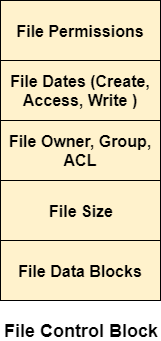 File Permissions
File Dates (Create,
Access, Write )
File Owner, Group,
ACL
File Size
File Data Blocks
File Control Block